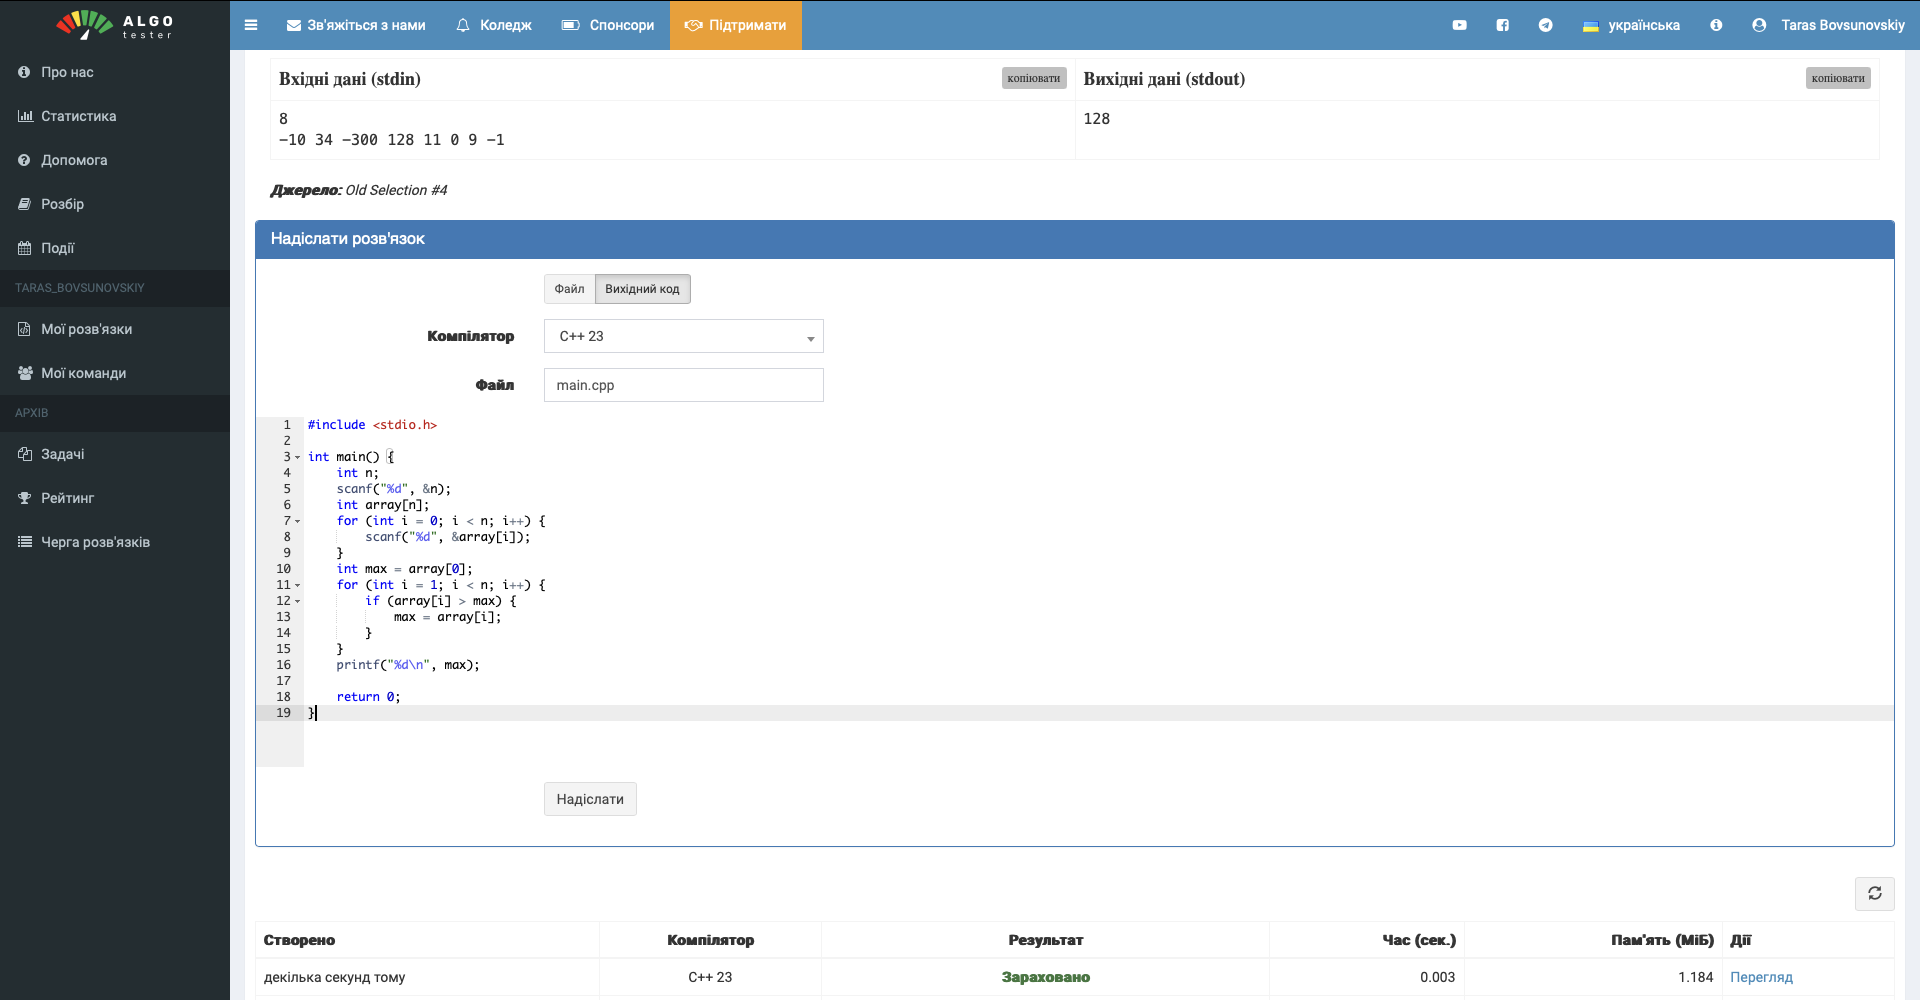 ALGO
tester
Зв'яжіться з нами
Коледж
Спонсори
Підтримати
українська
Taras Bovsunovskiy
Про нас
Статистика
Допомога
Розбір
Події
TARAS_BOVSUNOVSKIY
Мої розв'язки
Мої команди
АРХІВ
Задачі
Рейтинг
Черга розв'язків
Вхідні дані (stdin)
копіювати
Вихідні дані (stdout)
копіювати
8
-10 34 -300 128 11 0 9 -1
128
Джерело: Old Selection #4
Надіслати розв'язок
Файл
Вихідний код
Компілятор
C++ 23
Файл
main.cpp
1 #include <stdio.h>
2
3 int main() {
4     int n;
5     scanf("%d", &n);
6     int array[n];
7     for (int i = 0; i < n; i++) {
8         scanf("%d", &array[i]);
9     }
10     int max = array[0];
11     for (int i = 1; i < n; i++) {
12         if (array[i] > max) {
13             max = array[i];
14         }
15     }
16     printf("%d\n", max);
17
18     return 0;
19 }
Надіслати
Створено Компілятор Результат Час (сек.) Пам'ять (МіБ) Дії
декілька секунд тому C++ 23 Зараховано 0.003 1.184 Перегляд